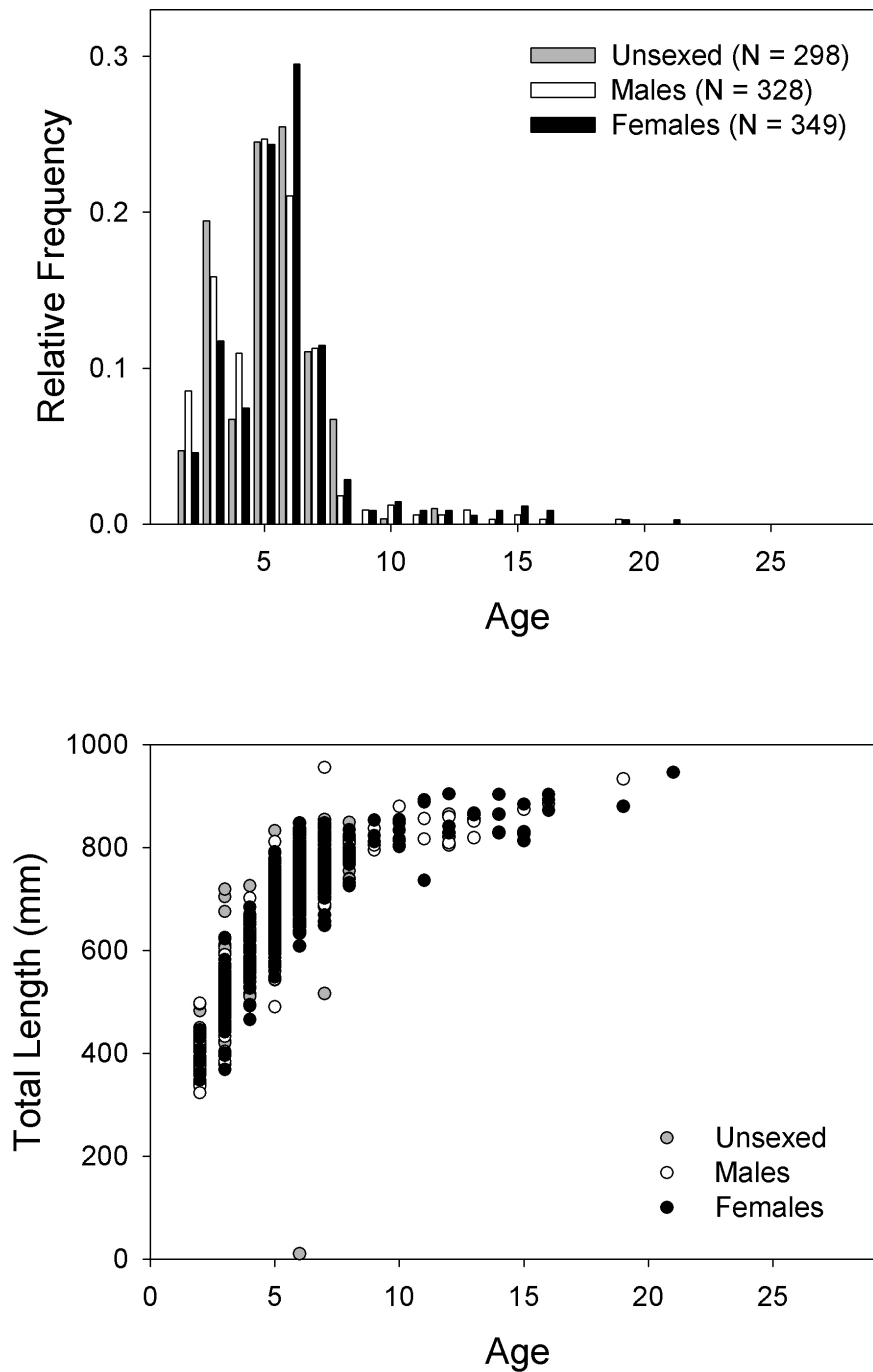 0.3
0.2
0.1
0.0
Relative Frequency
Unsexed (N = 298)
Males (N = 328)
Females (N = 349)
5 10 15 20 25
Age
1000
800
600
400
200
0
Total Length (mm)
Unsexed
Males
Females
0 5 10 15 20 25
Age